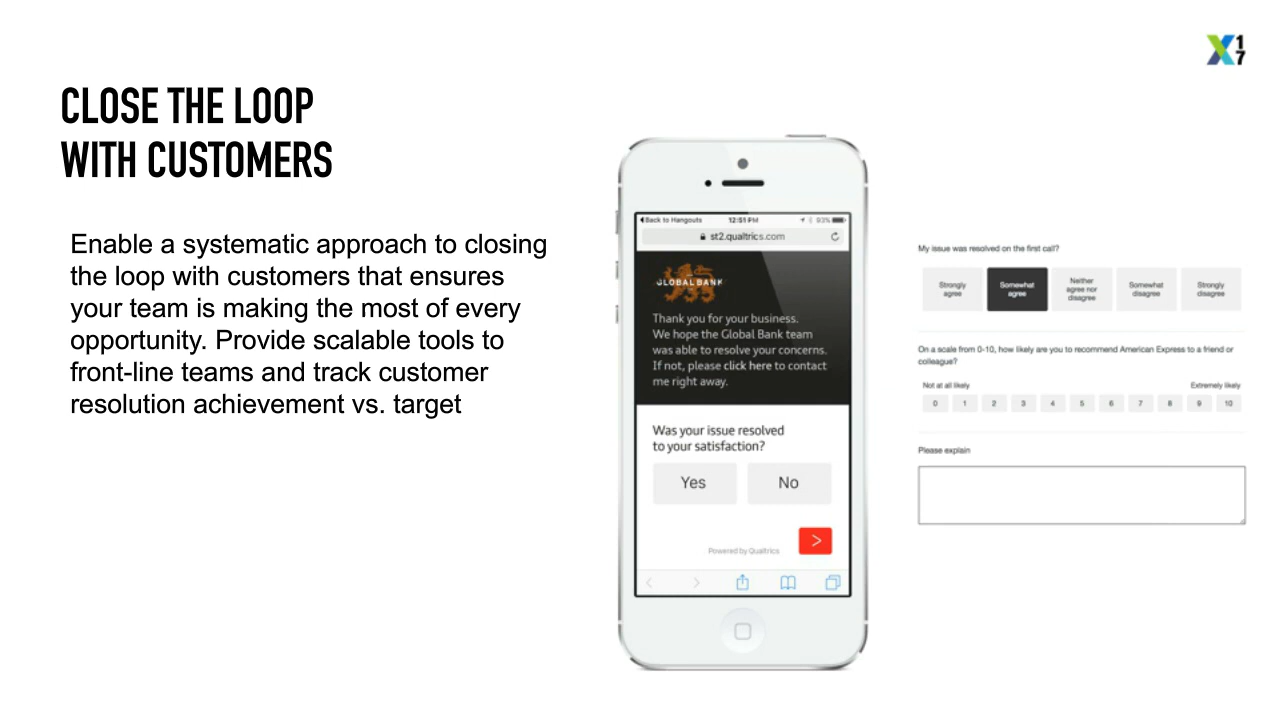 X17
CLOSE THE LOOP
WITH CUSTOMERS
Enable a systematic approach to closing
the loop with customers that ensures
your team is making the most of every
opportunity. Provide scalable tools to
front-line teams and track customer
resolution achievement vs. target
Back to Hangouts 12:51 PM 93%
st2.qualtrics.com
GLOBAL BANK
Thank you for your business.
We hope the Global Bank team
was able to resolve your concerns.
If not, please click here to contact
me right away.
Was your issue resolved
to your satisfaction?
Yes No
>
Powered by Qualtrics
My issue was resolved on the first call?
Strongly
agree
Somewhat
agree
Neither
agree nor
disagree
Somewhat
disagree
Strongly
disagree
On a scale from 0-10, how likely are you to recommend American Express to a friend or
colleague?
Not at all likely Extremely likely
0 1 2 3 4 5 6 7 8 9 10
Please explain